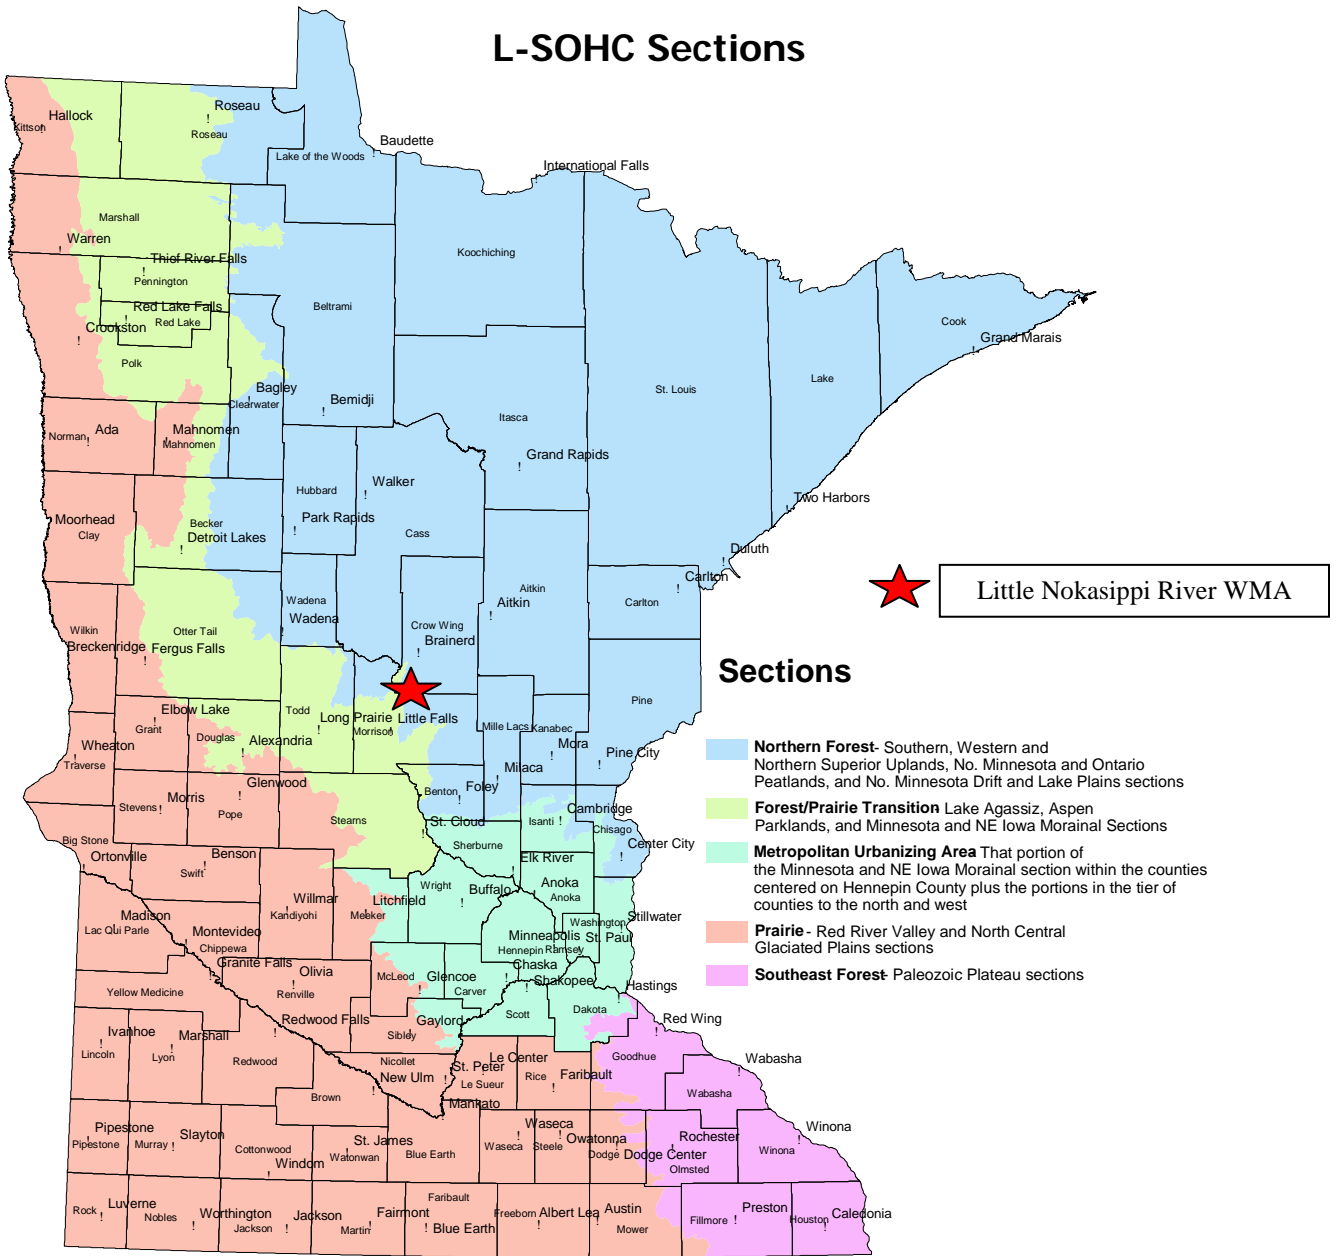 L-SOHC Sections
Hallock
Kittson
Roseau
Roseau
Lake of the Woods
Baudette
International Falls
Marshall
Warren
Thief River Falls
Pennington
Red Lake Falls
Red Lake
Crookston
Polk
Koochiching
Beltrami
Cook
Grand Marais
Lake
St. Louis
Bagley
Clearwater
Bemidji
Itasca
Grand Rapids
Norman
Ada
Mahnomen
Mahnomen
Hubbard
Walker
Park Rapids
Cass
Two Harbors
Moorhead
Clay
Becker
Detroit Lakes
Duluth
Carlton
Carlton
Aitkin
Aitkin
Wadena
Wadena
Crow Wing
Brainerd
Little Nokasippi River WMA
Wilkin
Breckenridge
Otter Tail
Fergus Falls
Pine
Elbow Lake
Grant
Douglas
Alexandria
Todd
Long Prairie
Morrison
Little Falls
Mille Lacs
Kanabec
Mora
Pine City
Milaca
Wheaton
Traverse
Glenwood
Stevens
Morris
Pope
Stearns
Benton
Foley
St. Cloud
Isanti
Cambridge
Chisago
Center City
Sherburne
Elk River
Big Stone
Ortonville
Benson
Swift
Willmar
Kandiyohi
Meeker
Litchfield
Wright
Buffalo
Anoka
Anoka
Washington
Stillwater
Minneapolis
Hennepin
Ramsey
St. Paul
Madison
Lac Qui Parle
Montevideo
Chippewa
Granite Falls
Olivia
Renville
McLeod
Glencoe
Carver
Chaska
Shakopee
Hastings
Yellow Medicine
Scott
Dakota
Red Wing
Ivanhoe
Lincoln
Marshall
Lyon
Redwood Falls
Redwood
Gaylord
Sibley
Nicollet
New Ulm
St. Peter
Le Center
Le Sueur
Rice
Faribault
Goodhue
Wabasha
Wabasha
Brown
Mankato
Pipestone
Pipestone
Murray
Slayton
Cottonwood
Windom
St. James
Watonwan
Blue Earth
Waseca
Waseca
Steele
Owatonna
Dodge
Dodge Center
Rochester
Olmsted
Winona
Winona
Rock
Luverne
Nobles
Worthington
Jackson
Jackson
Martin
Fairmont
Faribault
Blue Earth
Freeborn
Albert Lea
Austin
Mower
Fillmore
Preston
Houston
Caledonia
Sections
Northern Forest- Southern, Western and
Northern Superior Uplands, No. Minnesota and Ontario
Peatlands, and No. Minnesota Drift and Lake Plains sections
Forest/Prairie Transition- Lake Agassiz, Aspen
Parklands, and Minnesota and NE Iowa Morainal Sections
Metropolitan Urbanizing Area That portion of
the Minnesota and NE Iowa Morainal section within the counties
centered on Hennepin County plus the portions in the tier of
counties to the north and west
Prairie - Red River Valley and North Central
Glaciated Plains sections
Southeast Forest- Paleozoic Plateau sections